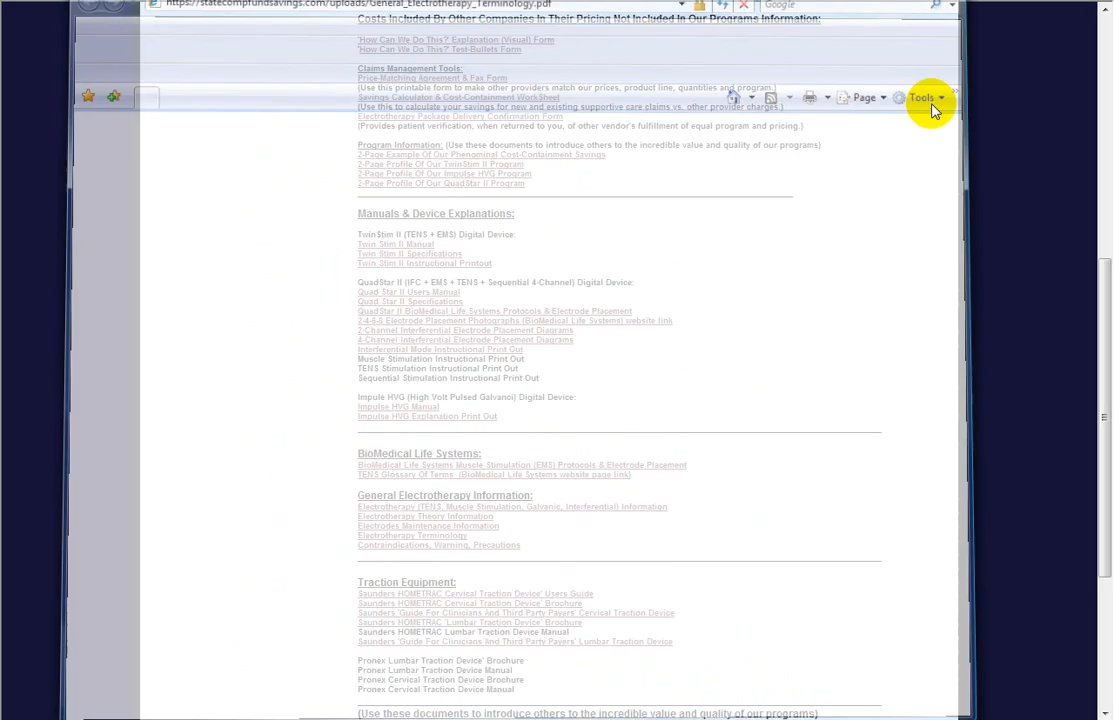 https://statecompfundsavings.com/uploads/General_Electrotherapy_Terminology.pdf
Google
Costs Included By Other Companies In Their Pricing Not Included In Our Programs Information:
'How Can We Do This?' Explanation (Visual) Form
'How Can We Do This?' Test-Bullets Form
Claims Management Tools:
Price-Matching Agreement & Fax Form
(Use this printable form to make other providers match our prices, product line, quantities and program.)
Savings Calculator & Cost-Containment WorkSheet
Page
Tools
(Use this to calculate your savings for new and existing supportive care claims vs. other provider charges.)
Electrotherapy Package Delivery Confirmation Form
(Provides patient verification, when returned to you, of other vendor's fulfillment of equal program and pricing.)
Program Information: (Use these documents to introduce others to the incredible value and quality of our programs)
2-Page Example Of Our Phenomenal Cost-Containment Savings
2-Page Profile Of Our TwinStim II Program
2-Page Profile Of Our Impulse HVG Program
2-Page Profile Of Our QuadStar II Program
Manuals & Device Explanations:
TwinStim II (TENS + EMS) Digital Device:
Twin Stim II Manual
Twin Stim II Specifications
Twin Stim II Instructional Printout
QuadStar II (IFC + EMS + TENS + Sequential 4-Channel) Digital Device:
Quad Star II Users Manual
Quad Star II Specifications
QuadStar II BioMedical Life Systems Protocols & Electrode Placement
2-4-6-8 Electrode Placement Photographs (BioMedical Life Systems) website link
2-Channel Interferential Electrode Placement Diagrams
4-Channel Interferential Electrode Placement Diagrams
Interferential Mode Instructional Print Out
Muscle Stimulation Instructional Print Out
TENS Stimulation Instructional Print Out
Sequential Stimulation Instructional Print Out
Impule HVG (High Volt Pulsed Galvanci) Digital Device:
Impulse HVG Manual
Impulse HVG Explanation Print Out
BioMedical Life Systems:
BioMedical Life Systems Muscle Stimulation (EMS) Protocols & Electrode Placement
TENS Glossary Of Terms (BioMedical Life Systems website page link)
General Electrotherapy Information:
Electrotherapy (TENS, Muscle Stimulation, Galvanic, Interferential) Information
Electrotherapy Theory Information
Electrodes Maintenance Information
Electrotherapy Terminology
Contraindications, Warning, Precautions
Traction Equipment:
Saunders HOMETRAC Cervical Traction Device' Users Guide
Saunders HOMETRAC Cervical Traction Device' Brochure
Saunders 'Guide For Clinicians And Third Party Payers' Cervical Traction Device
Saunders HOMETRAC 'Lumbar Traction Device' Brochure
Saunders HOMETRAC Lumbar Traction Device Manual
Saunders 'Guide For Clinicians And Third Party Payers' Lumbar Traction Device
Pronex Lumbar Traction Device' Brochure
Pronex Lumbar Traction Device Manual
Pronex Cervical Traction Device Brochure
Pronex Cervical Traction Device Manual
(Use these documents to introduce others to the incredible value and quality of our programs)